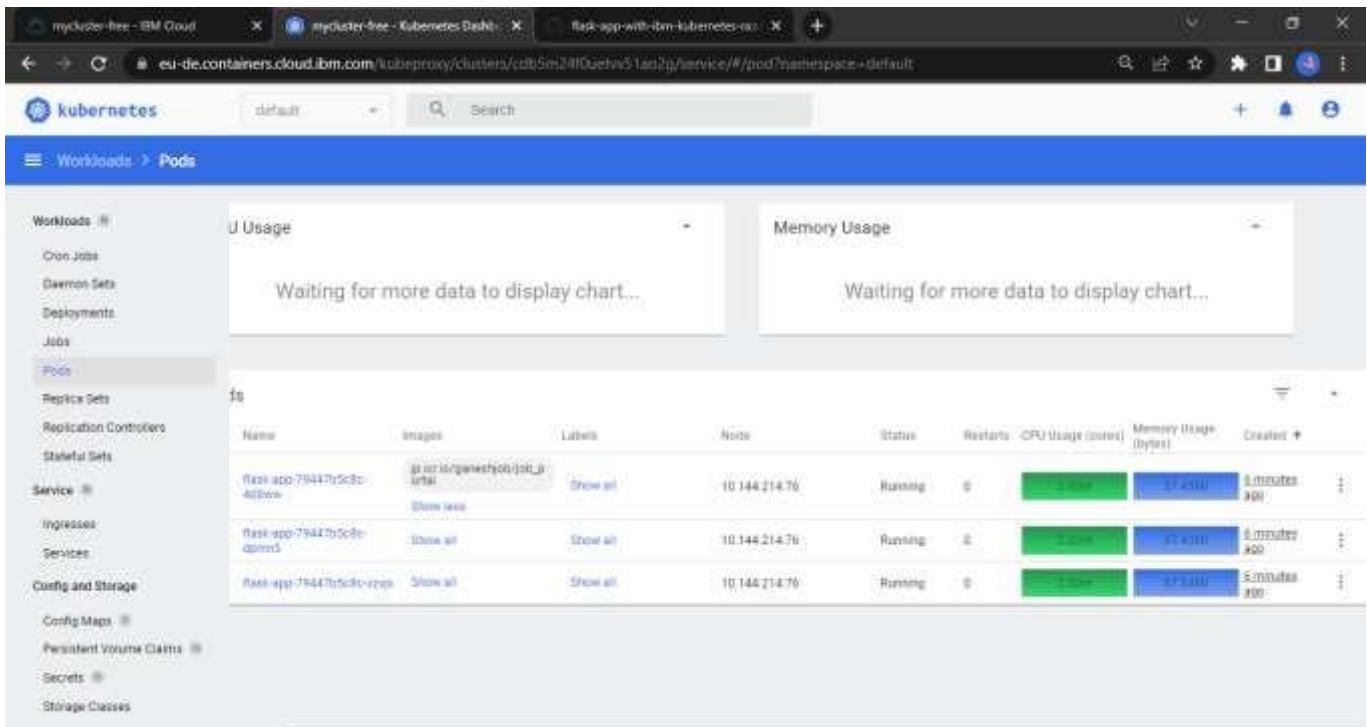 mycluster-free - IBM Cloud
mycluster-free - Kubernetes Dashb
flask-app-with-ibm-kubernetes
eu-de.containers.cloud.ibm.com
kubernetes
default
Search
Workloads > Pods
Workloads
Cron Jobs
Daemon Sets
Deployments
Jobs
Pods
Replica Sets
Replication Controllers
Stateful Sets
Service
Ingresses
Services
Config and Storage
Config Maps
Persistent Volume Claims
Secrets
Storage Classes
U Usage
Waiting for more data to display chart...
Memory Usage
Waiting for more data to display chart...
ds
Name Images Labels Node Status Restarts CPU Usage (cores) Memory Usage (bytes) Created
Show less
Show all 10.144.214.76 Running 0 6 minutes ago
Show all Show all 10.144.214.76 Running 0 6 minutes ago
Show all Show all 10.144.214.76 Running 0 minutes ago